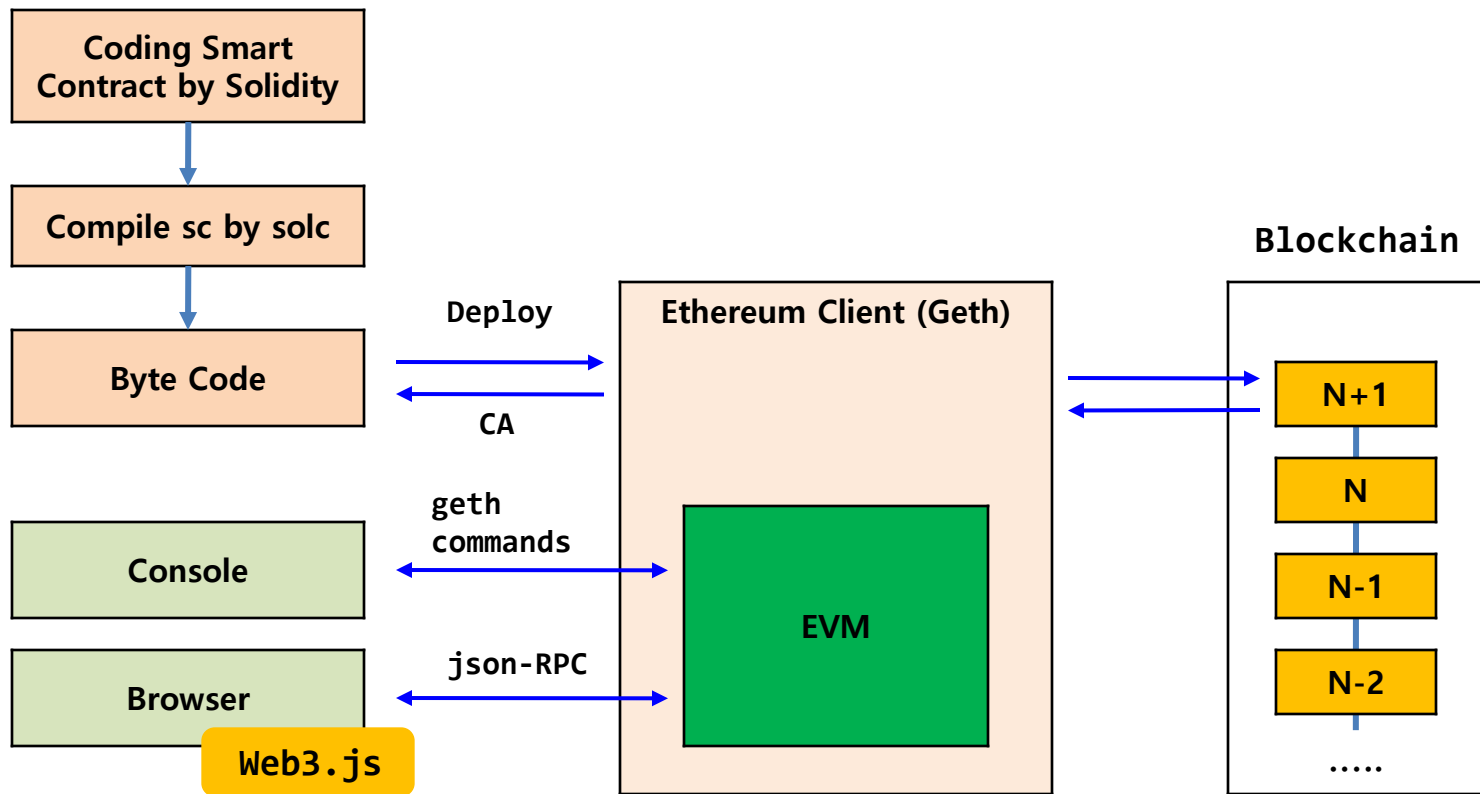 Coding Smart
Contract by Solidity
Compile sc by solc
Byte Code
Deploy
CA
Ethereum Client (Geth)
Blockchain
N+1
N
N-1
N-2
.....
Console
geth
commands
EVM
Browser
json-RPC
Web3.js